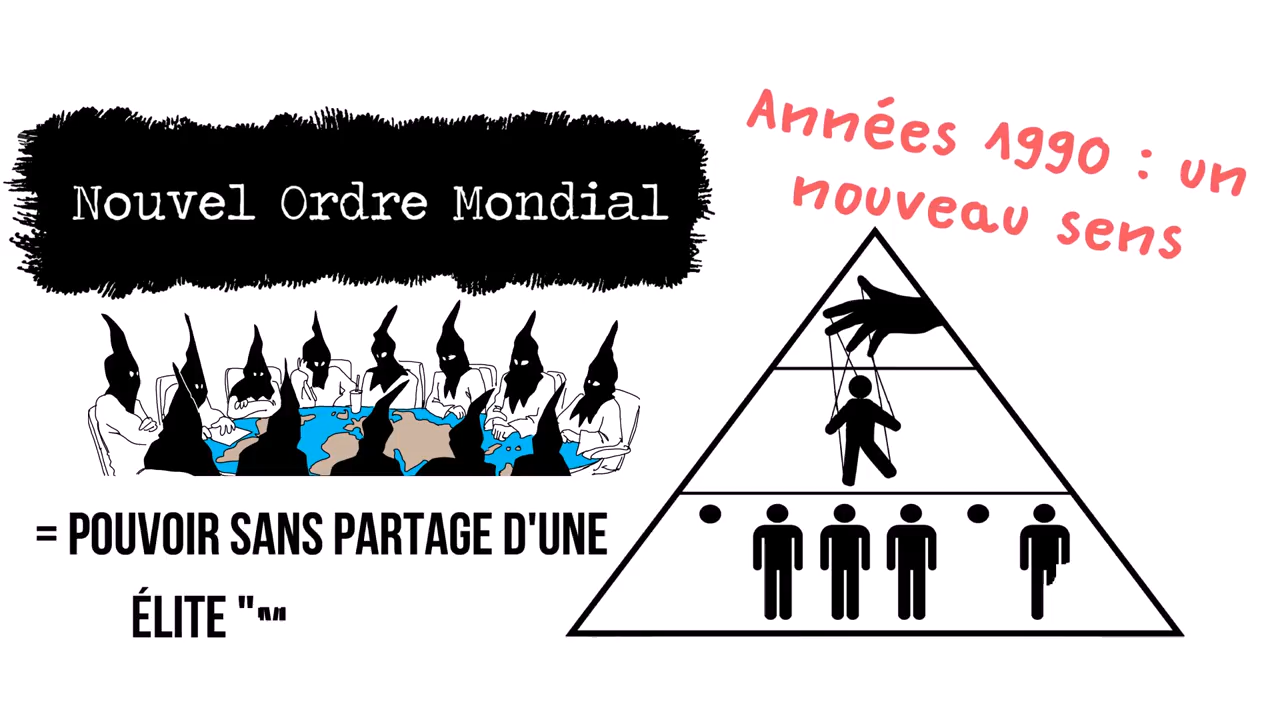 Nouvel Ordre Mondial
Années 1990 : un
nouveau sens
= POUVOIR SANS PARTAGE D'UNE
ÉLITE "